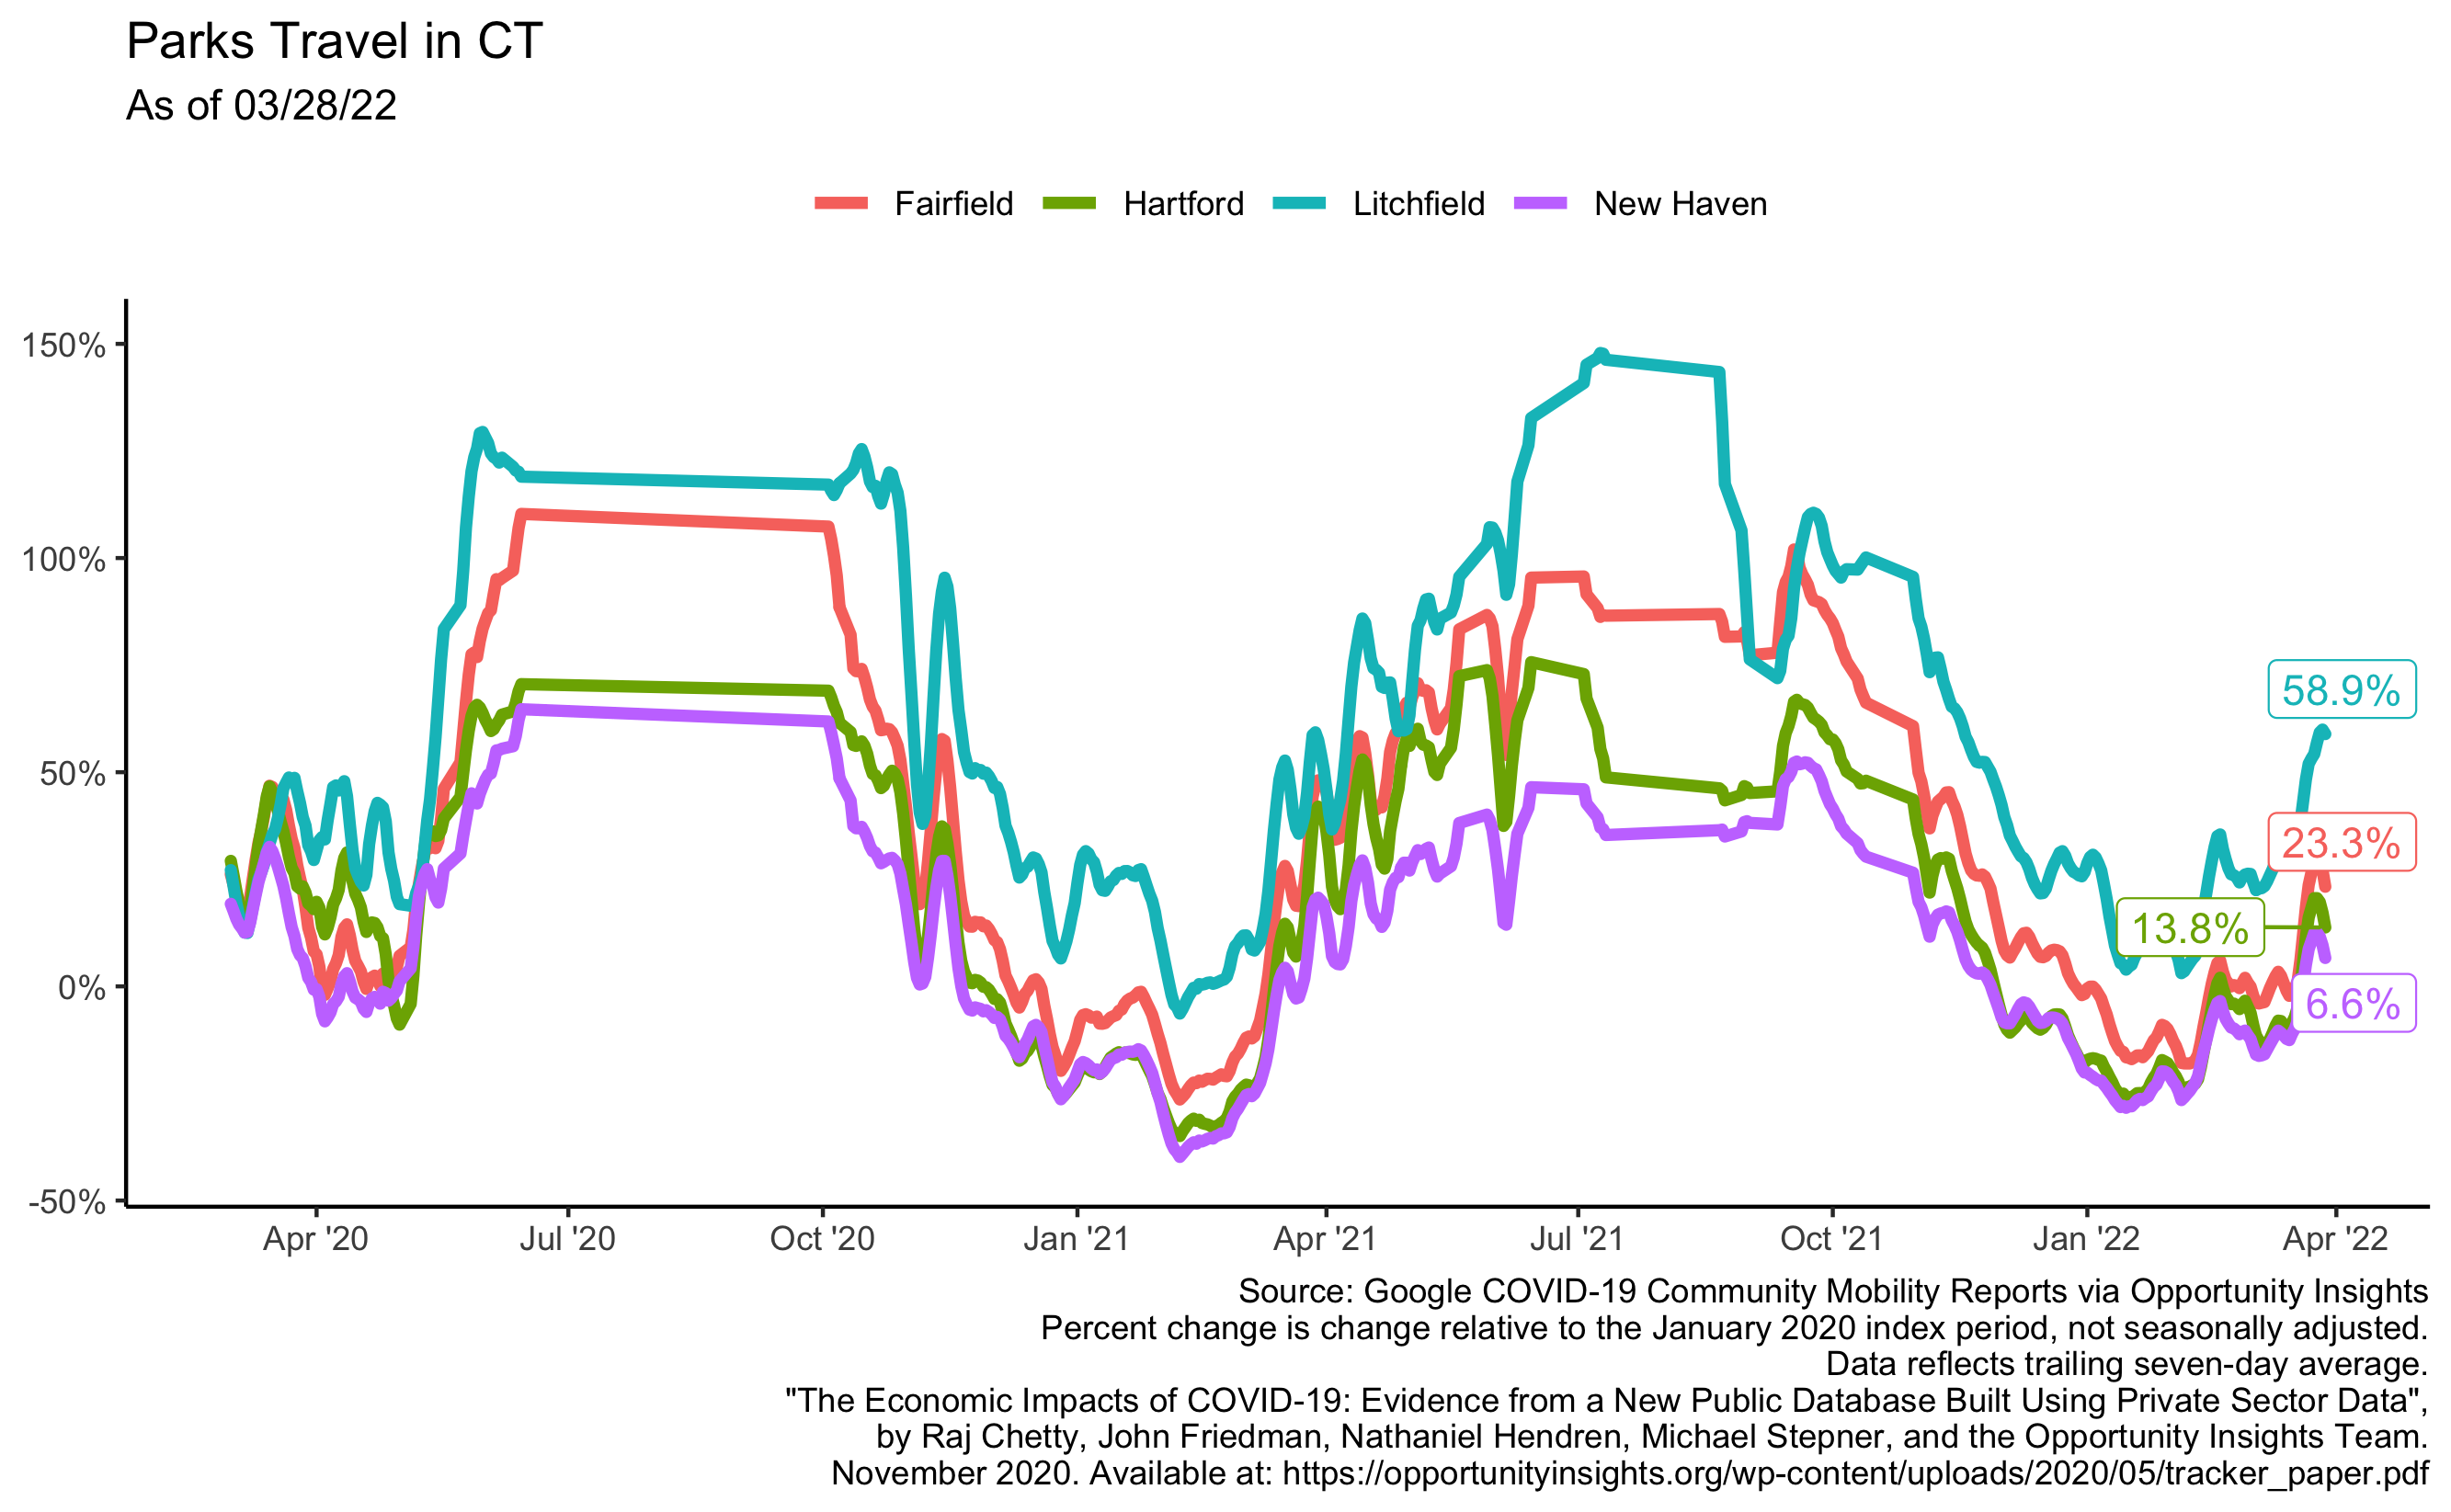 Parks Travel in CT
As of 03/28/22
Fairfield Hartford Litchfield New Haven
150%
100%
50%
0%
-50%
58.9%
23.3%
13.8%
6.6%
Apr '20 Jul '20 Oct '20 Jan '21 Apr '21 Jul '21 Oct '21 Jan '22 Apr '22
Source: Google COVID-19 Community Mobility Reports via Opportunity Insights
Percent change is change relative to the January 2020 index period, not seasonally adjusted.
Data reflects trailing seven-day average.
"The Economic Impacts of COVID-19: Evidence from a New Public Database Built Using Private Sector Data",
by Raj Chetty, John Friedman, Nathaniel Hendren, Michael Stepner, and the Opportunity Insights Team.
November 2020. Available at: https://opportunityinsights.org/wp-content/uploads/2020/05/tracker_paper.pdf